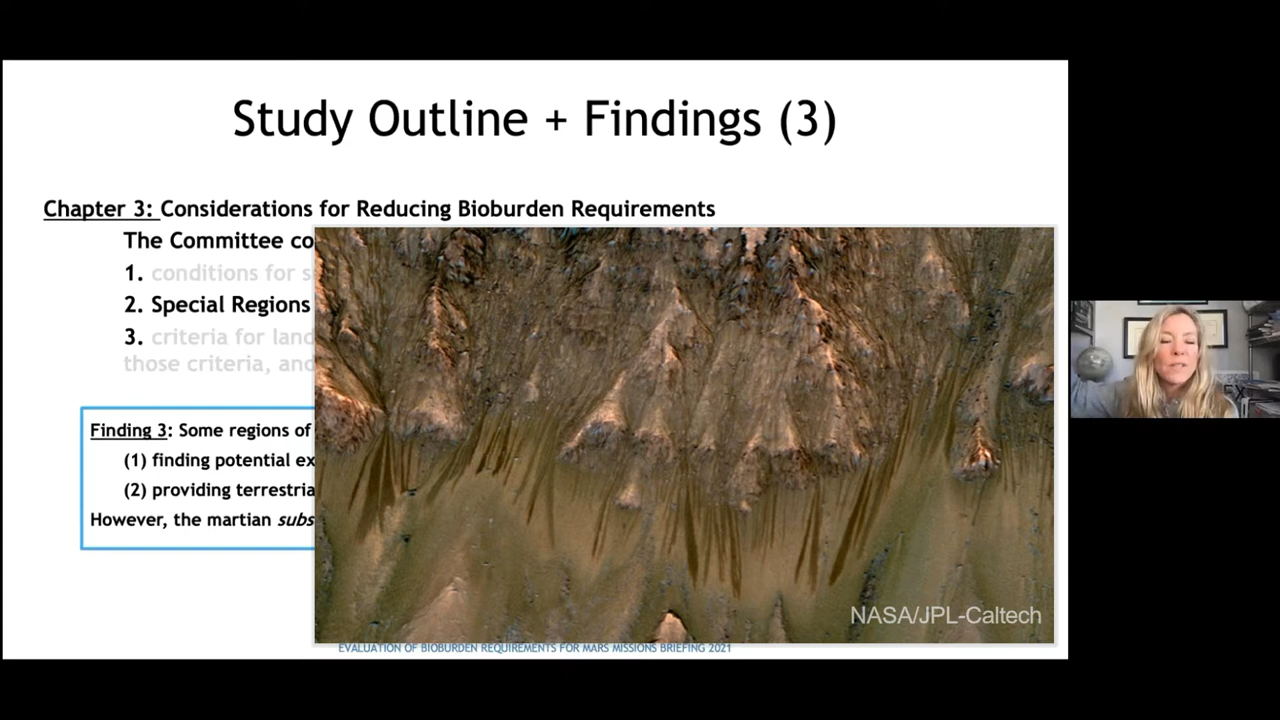 Study Outline + Findings (3)
Chapter 3: Considerations for Reducing Bioburden Requirements
The Committee co
1. conditions for s
2. Special Regions
3. criteria for land
those criteria, and
Finding 3: Some regions of
(1) finding potential ex
(2) providing terrestria
However, the martian subs
NASA/JPL-Caltech
EVALUATION OF BIOBURDEN REQUIREMENTS FOR MARS MISSIONS BRIEFING 2021